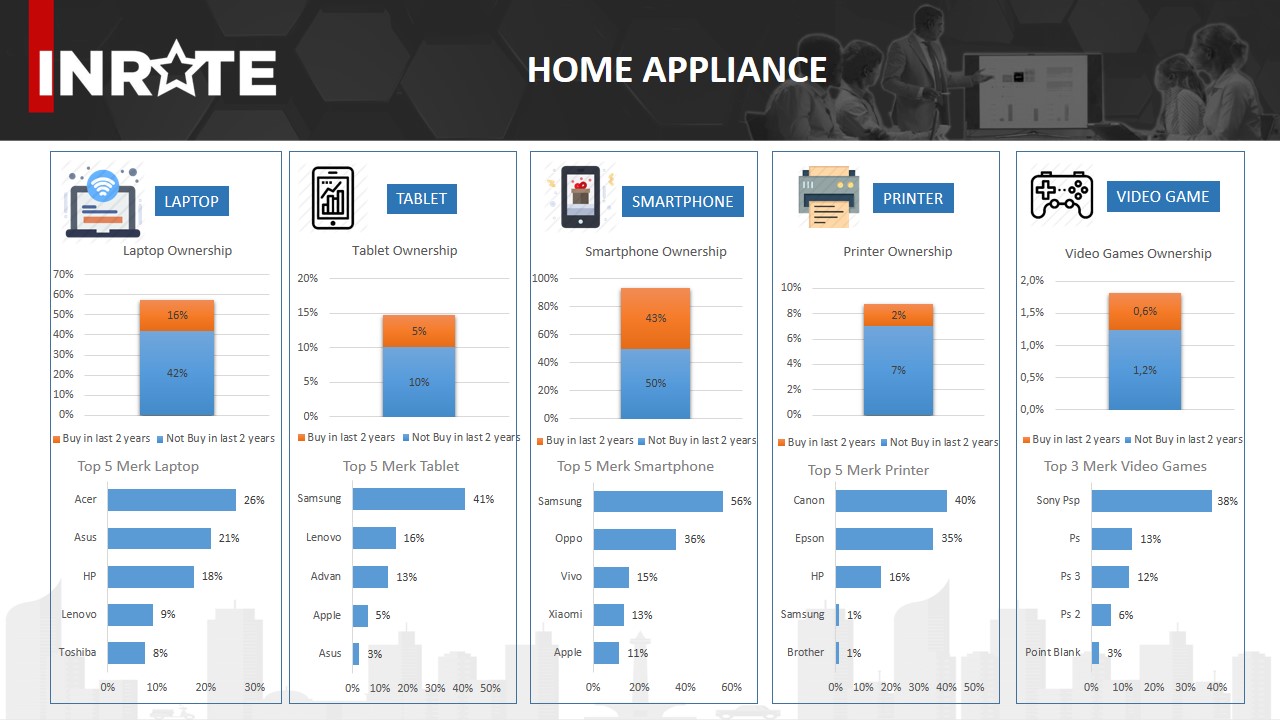 INRATE
HOME APPLIANCE
LAPTOP
Laptop Ownership
70%
60%
50%
40%
30%
20%
10%
0%
16%
42%
Buy in last 2 years Not Buy in last 2 years
Top 5 Merk Laptop
Acer 26%
Asus 21%
HP 18%
Lenovo 9%
Toshiba 8%
0% 10% 20% 30%
TABLET
Tablet Ownership
20%
15%
10%
5%
0%
5%
10%
Buy in last 2 years Not Buy in last 2 years
Top 5 Merk Tablet
Samsung 41%
Lenovo 16%
Advan 13%
Apple 5%
Asus 3%
0% 10% 20% 30% 40% 50%
SMARTPHONE
Smartphone Ownership
100%
80%
60%
40%
20%
0%
43%
50%
Buy in last 2 years Not Buy in last 2 years
Top 5 Merk Smartphone
Samsung 56%
Oppo 36%
Vivo 15%
Xiaomi 13%
Apple 11%
0% 20% 40% 60%
PRINTER
Printer Ownership
10%
8%
6%
4%
2%
0%
2%
7%
Buy in last 2 years Not Buy in last 2 years
Top 5 Merk Printer
Canon 40%
Epson 35%
HP 16%
Samsung 1%
Brother 1%
0% 10% 20% 30% 40% 50%
VIDEO GAME
Video Games Ownership
2,0%
1,5%
1,0%
0,5%
0,0%
0,6%
1,2%
Buy in last 2 years Not Buy in last 2 years
Top 3 Merk Video Games
Sony Psp 38%
Ps 13%
Ps 3 12%
Ps 2 6%
Point Blank 3%
0% 10% 20% 30% 40%